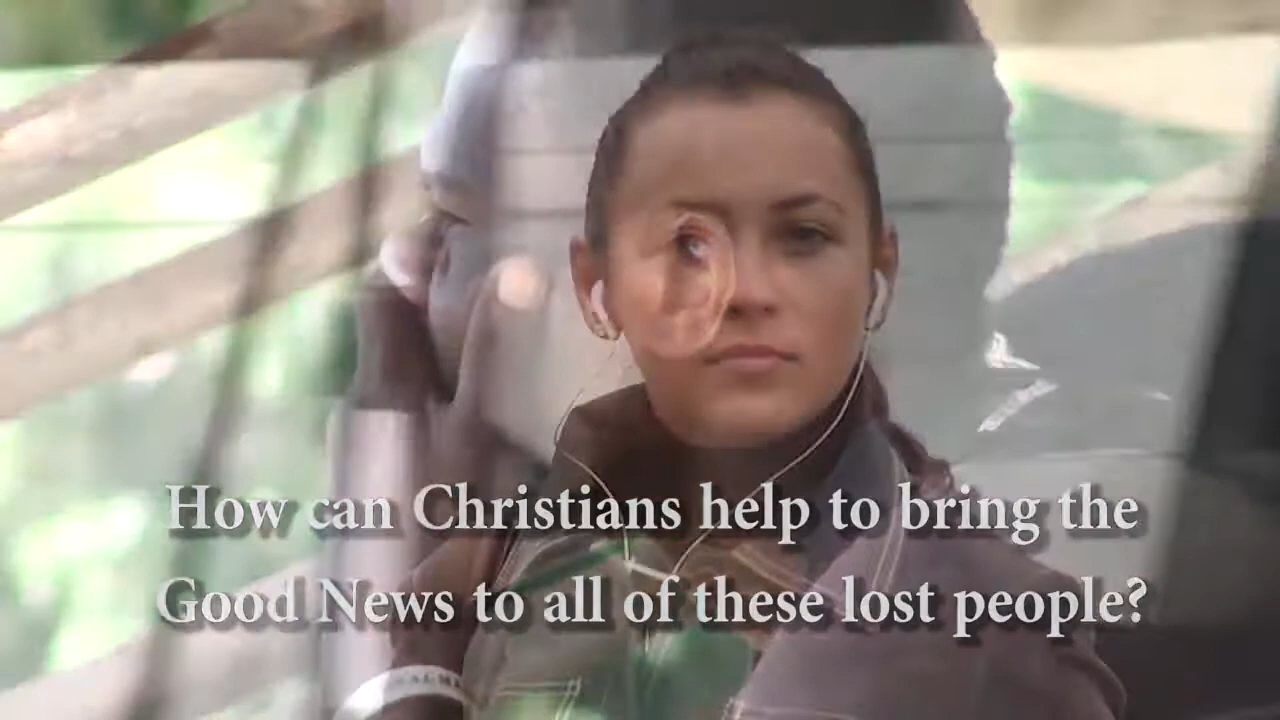 How can Christians help to bring the
Good News to all of these lost people?